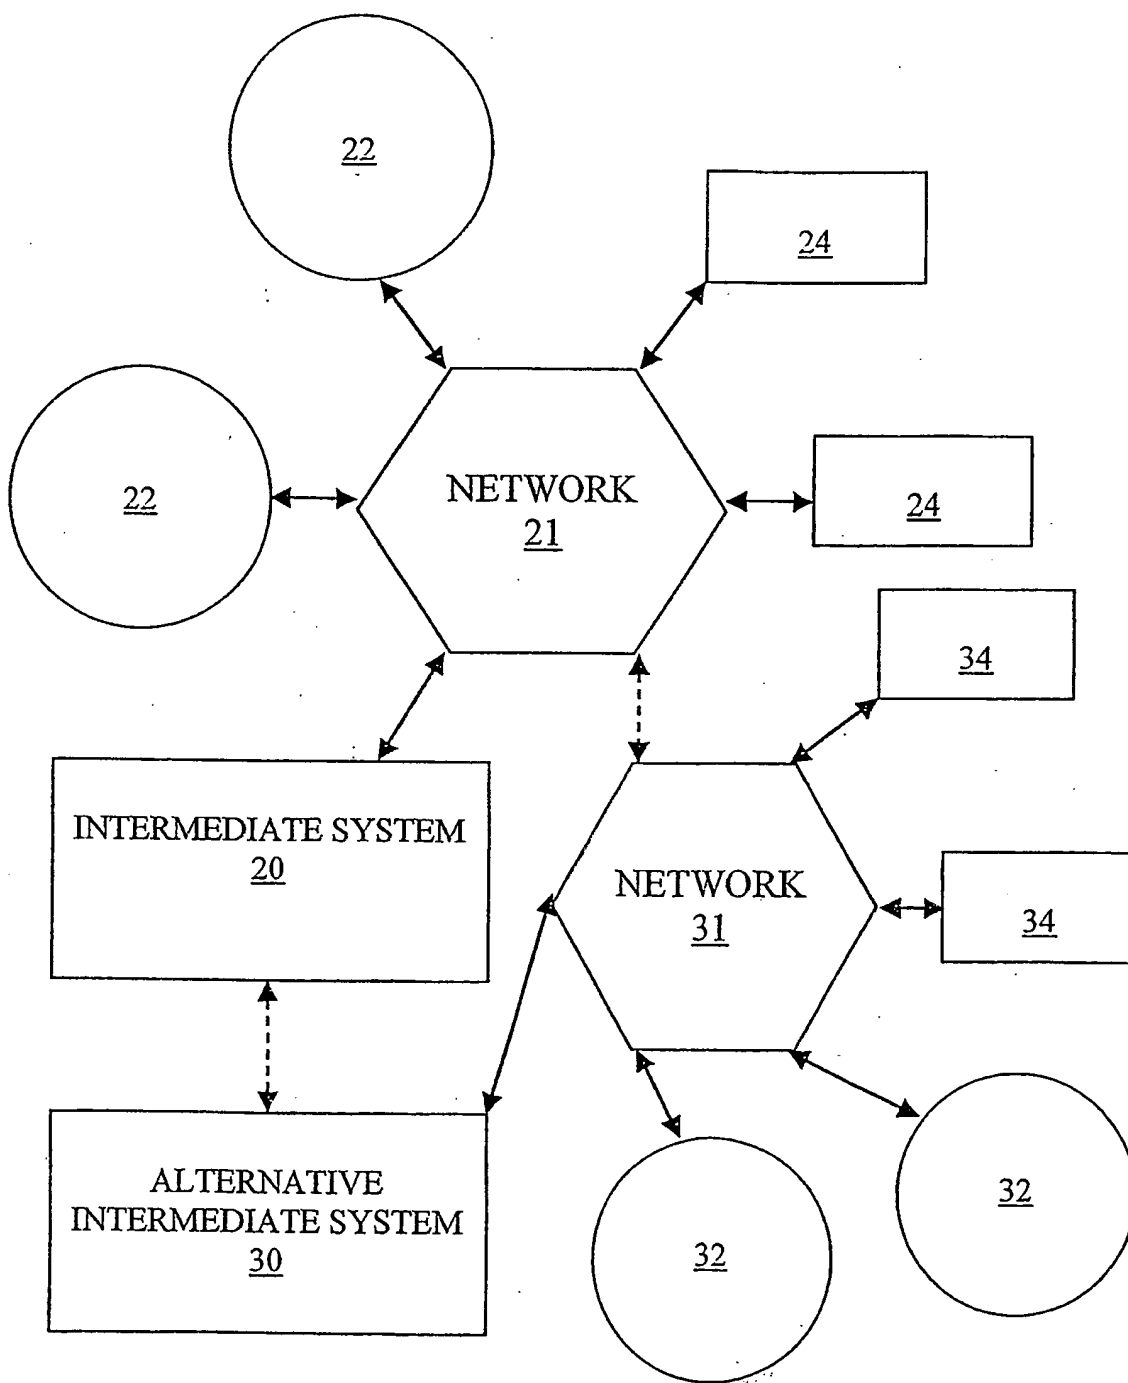 22
24
22
NETWORK
21
24
34
INTERMEDIATE SYSTEM
20
NETWORK
31
34
ALTERNATIVE
INTERMEDIATE SYSTEM
30
32
32